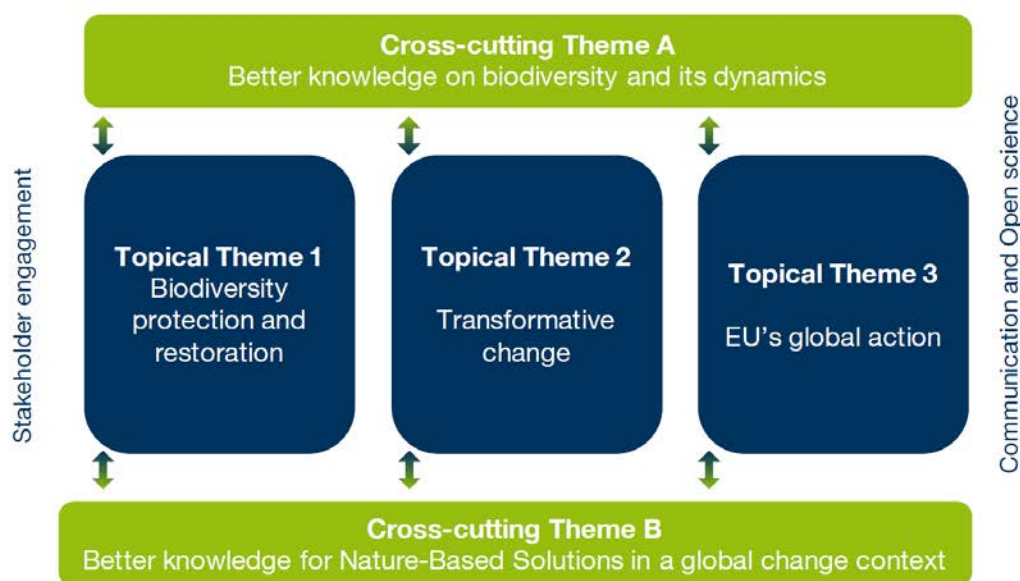 Cross-cutting Theme A
Better knowledge on biodiversity and its dynamics
Stakeholder engagement
Topical Theme 1
Biodiversity
protection and
restoration
Topical Theme 2
Transformative
change
Topical Theme 3
EU's global action
Communication and Open science
Cross-cutting Theme B
Better knowledge for Nature-Based Solutions in a global change context